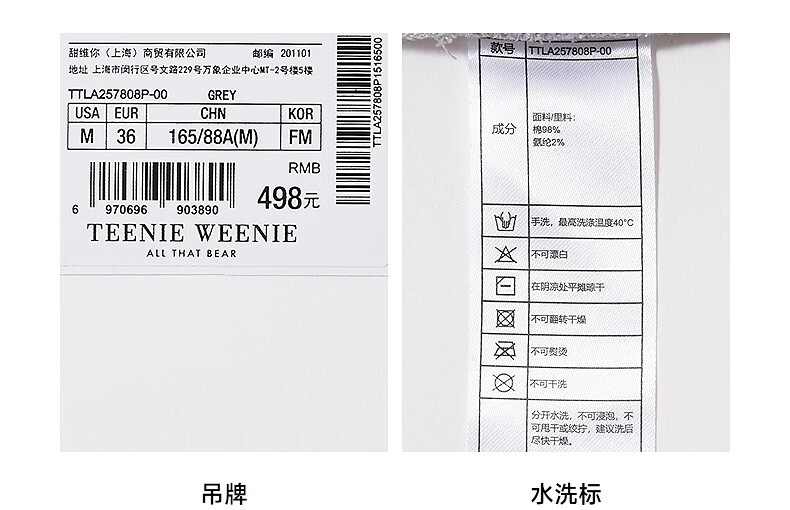 甜维你（上海）商贸有限公司 邮编 201101
地址 上海市闵行区号文路229号万象企业中心MT-2号楼5楼
TTLA257808P-00 GREY
USA EUR CHN KOR
M 36 165/88A(M) FM
RMB
498元
6 970696 903890
TEENIE WEENIE
ALL THAT BEAR
TTLA257808P1516500
吊牌
款号 TTLA257808P-00
成分
面料/里料：
棉98%
氨纶2%
手洗，最高洗涤温度40°C
不可漂白
在阴凉处平摊晾干
不可翻转干燥
不可熨烫
不可干洗
分开水洗，不可浸泡，不
可甩干或绞拧，建议洗后
尽快干燥。
水洗标